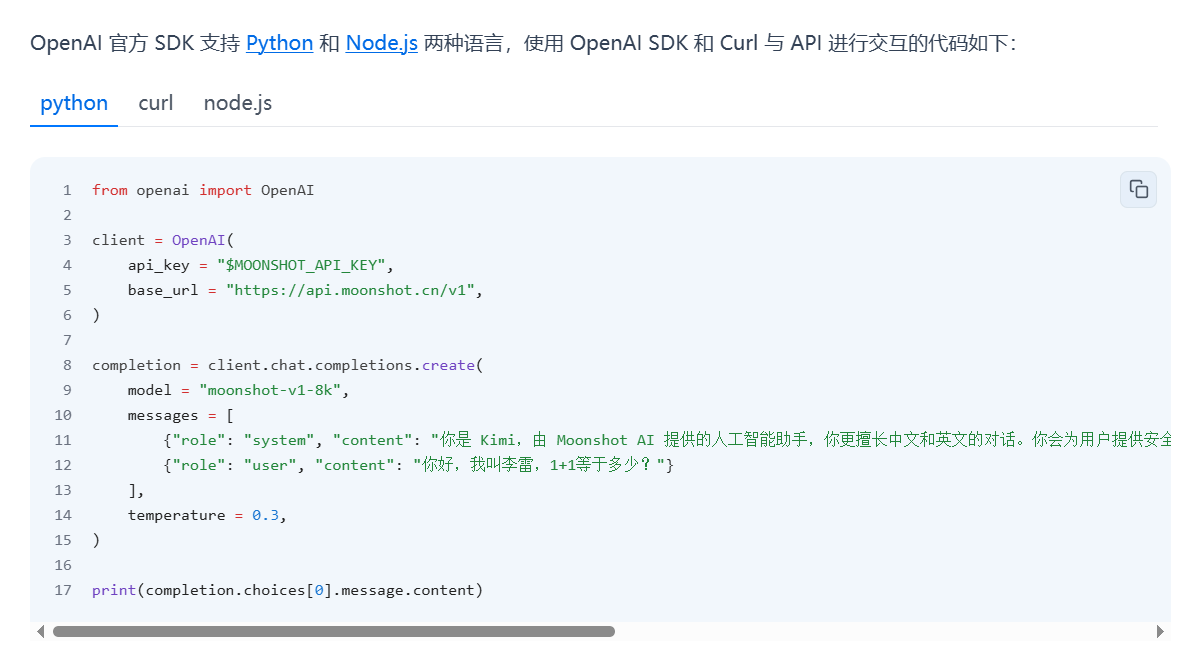 OpenAI 官方 SDK 支持 Python 和 Node.js 两种语言，使用 OpenAI SDK 和 Curl 与 API 进行交互的代码如下：
python curl node.js
1 from openai import OpenAI
2
3 client = OpenAI(
4     api_key = "$MOONSHOT_API_KEY",
5     base_url = "https://api.moonshot.cn/v1",
6 )
7
8 completion = client.chat.completions.create(
9     model = "moonshot-v1-8k",
10     messages = [
11         {"role": "system", "content": "你是 Kimi，由 Moonshot AI 提供的人工智能助手，你更擅长中文和英文的对话。你会为用户提供安全
12         {"role": "user", "content": "你好，我叫李雷，1+1等于多少？"}
13     ],
14     temperature = 0.3,
15 )
16
17 print(completion.choices[0].message.content)